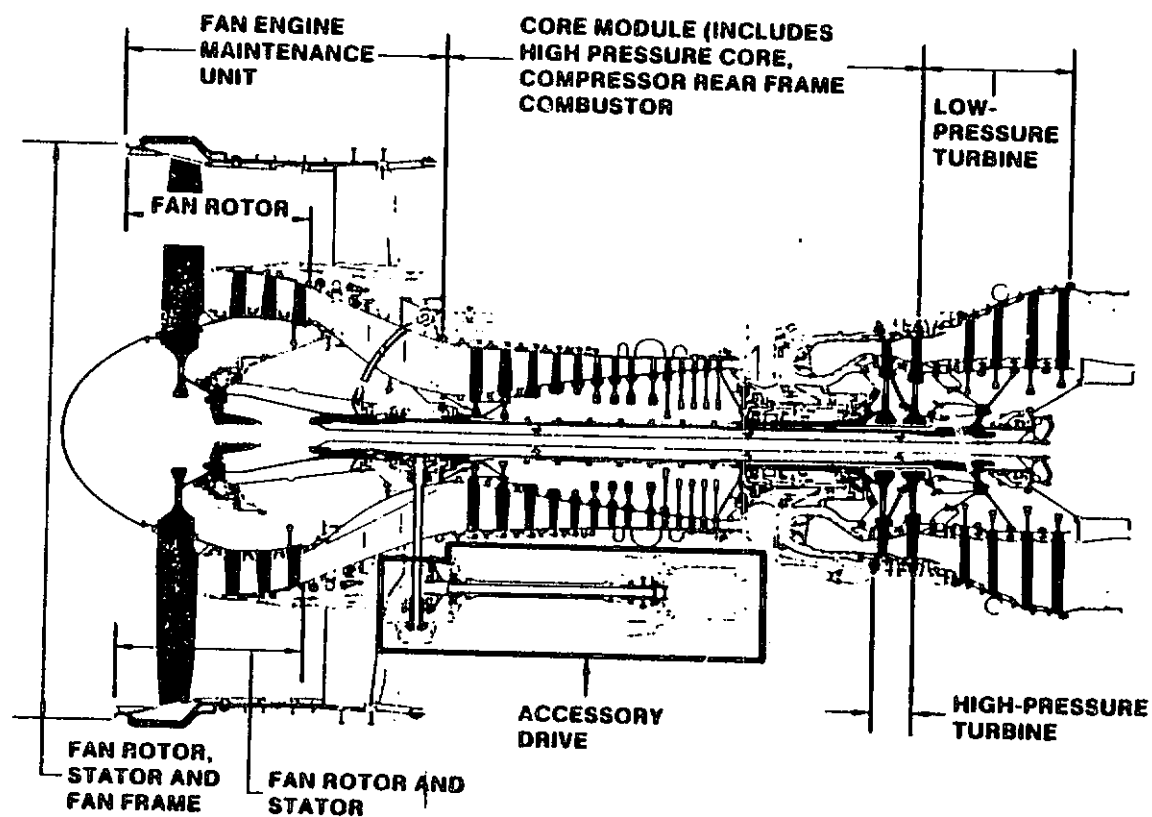 FAN ENGINE
MAINTENANCE
UNIT
CORE MODULE (INCLUDES
HIGH PRESSURE CORE,
COMPRESSOR REAR FRAME
COMBUSTOR
LOW-
PRESSURE
TURBINE
FAN ROTOR
ACCESSORY
DRIVE
HIGH-PRESSURE
TURBINE
FAN ROTOR,
STATOR AND
FAN FRAME
FAN ROTOR AND
STATOR